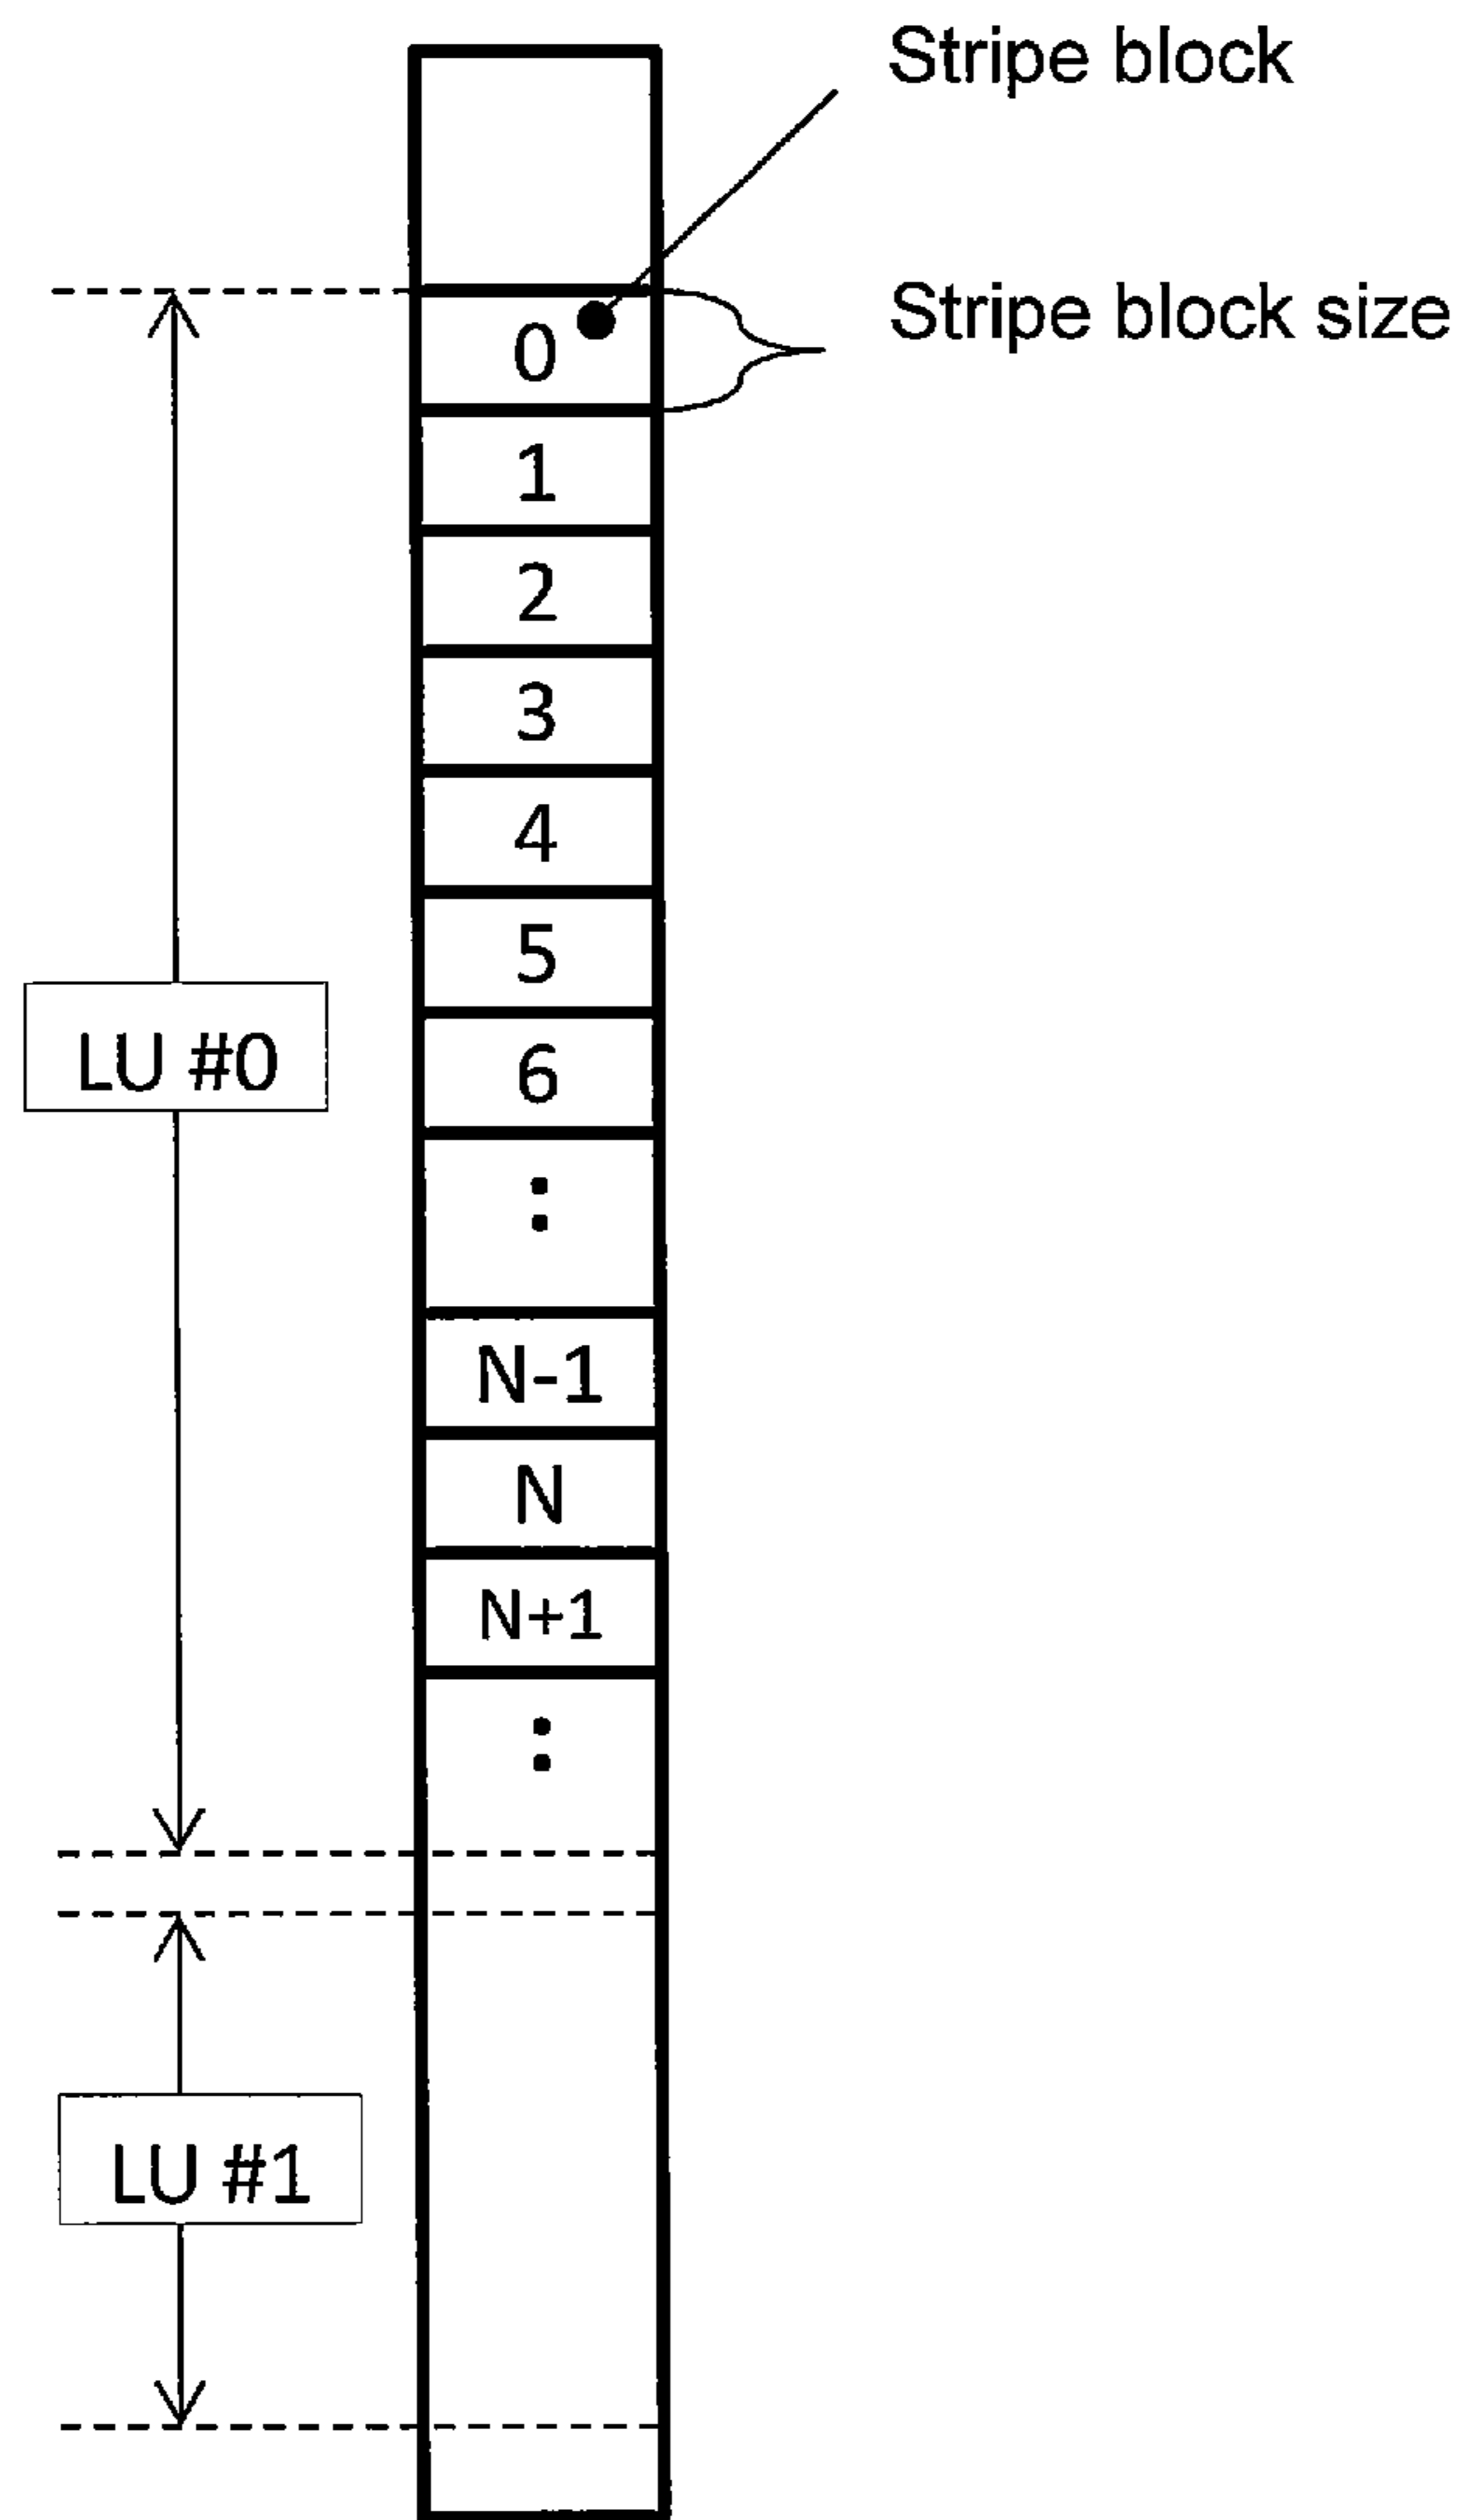 Stripe block
Stripe block size
0
1
2
3
4
5
LU #0
6
:
N-1
N
N+1
:
LU #1